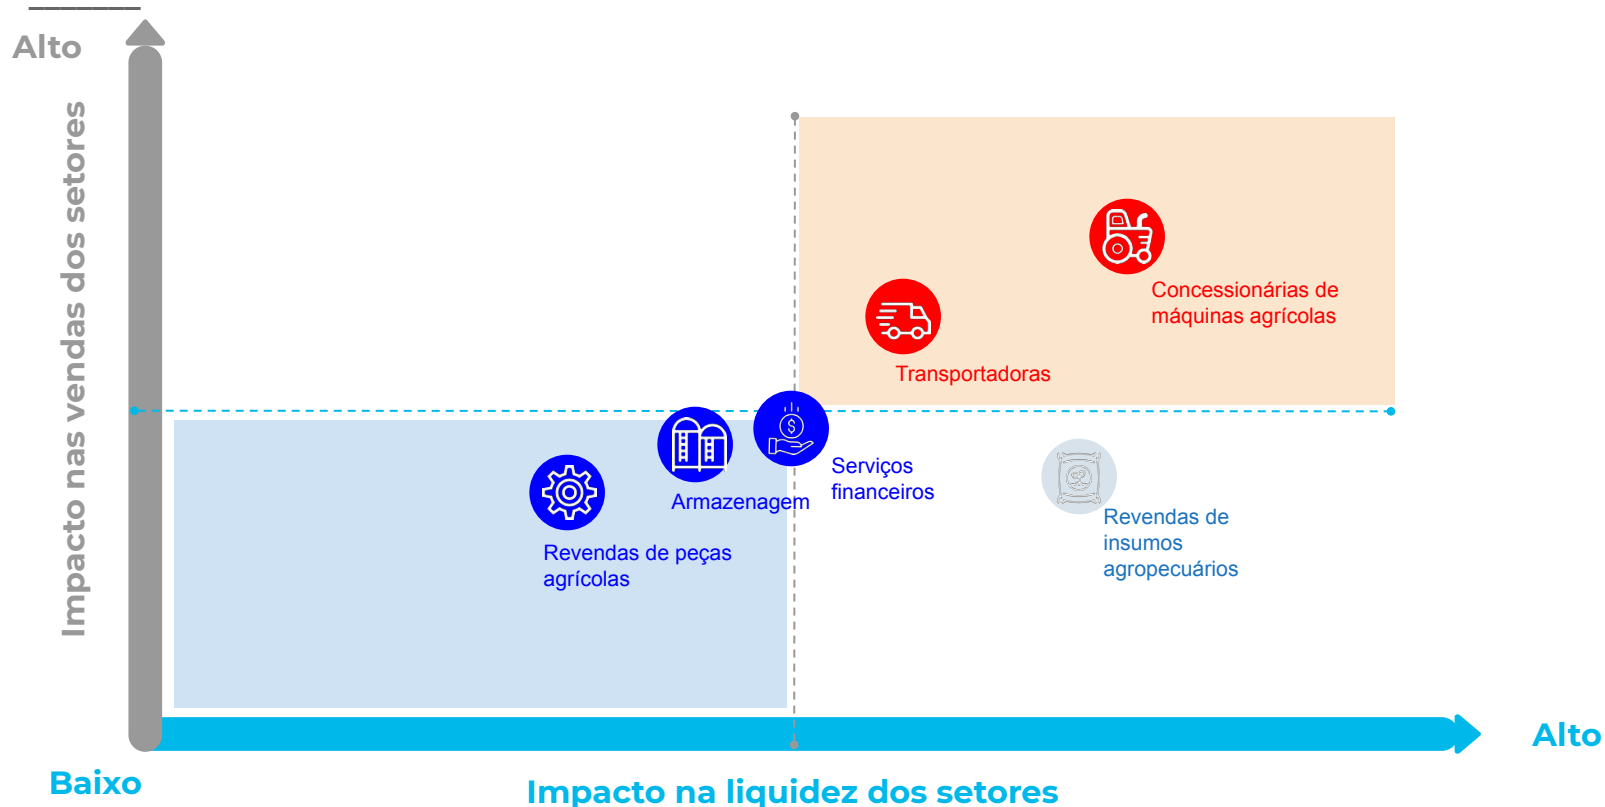 Alto
Impacto nas vendas dos setores
Concessionárias de
máquinas agrícolas
Transportadoras
$
Serviços
financeiros
Armazenagem
Revendas de peças
agrícolas
Revendas de
insumos
agropecuários
Alto
Baixo
Impacto na liquidez dos setores